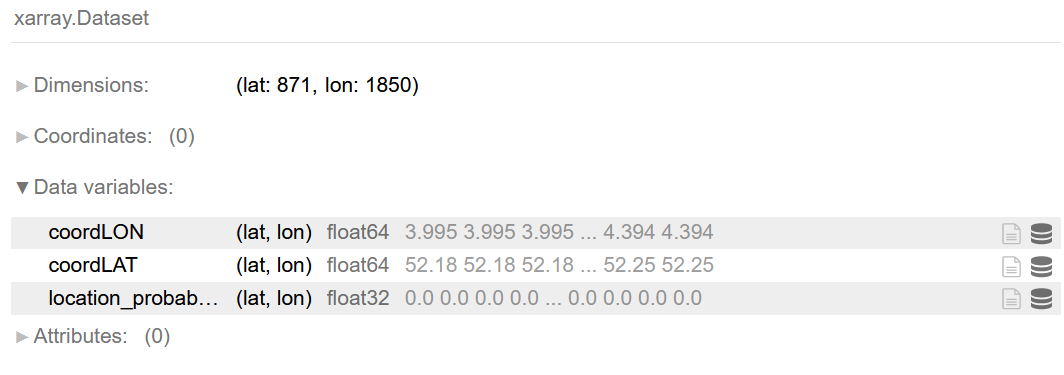 xarray.Dataset
►Dimensions: (lat: 871, lon: 1850)
►Coordinates: (0)
▼Data variables:
coordLON (lat, lon) float64 3.995 3.995 3.995 ... 4.394 4.394
coordLAT (lat, lon) float64 52.18 52.18 52.18 ... 52.25 52.25
location_probab… (lat, lon) float32 0.0 0.0 0.0 0.0 ... 0.0 0.0 0.0 0.0
►Attributes: (0)